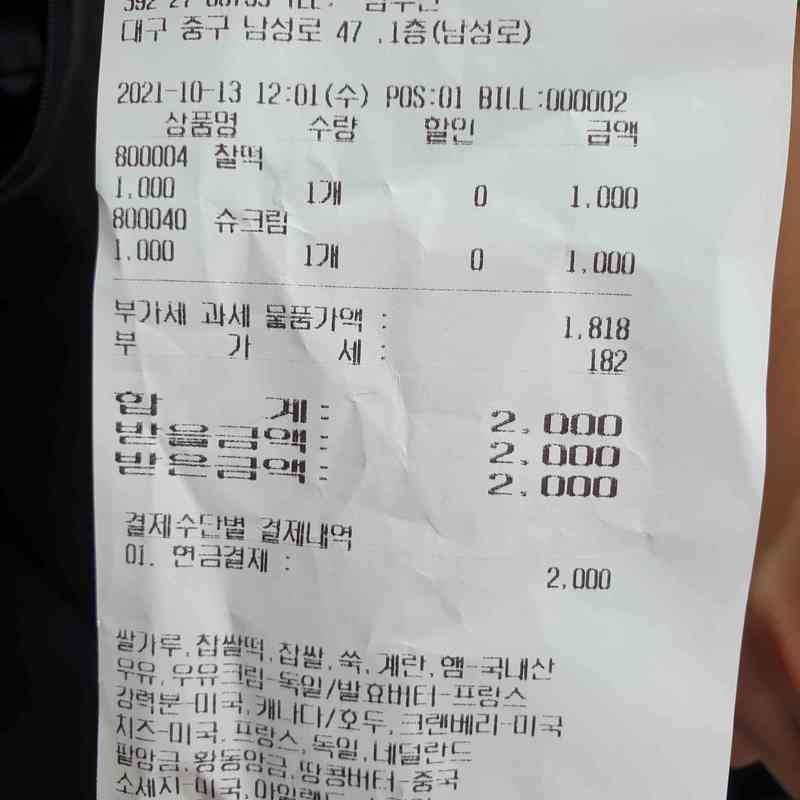 대구 중구 남성로 47 ,1층(남성로)
2021-10-13 12:01(수) POS:01 BILL:000002
상품명 수량 할인 금액
800004 찰떡
1,000 1개 0 1,000
800040 슈크림
1,000 1개 0 1,000
부가세 과세 물품가액 : 1,818
부 가 세 : 182
합 계 : 2,000
받을금액 : 2,000
받은금액 : 2,000
결제수단별 결제내역
01. 현금결제 : 2,000
쌀가루,찹쌀떡,찹쌀,쑥,계란,햄-국내산
우유,우유크림-독일/발효버터-프랑스
강력분-미국,캐나다/호두,크랜베리-미국
치즈-미국,프랑스,독일,네덜란드
팥앙금,황동앙금,땅콩버터-중국
소세지-미국,아일랜드